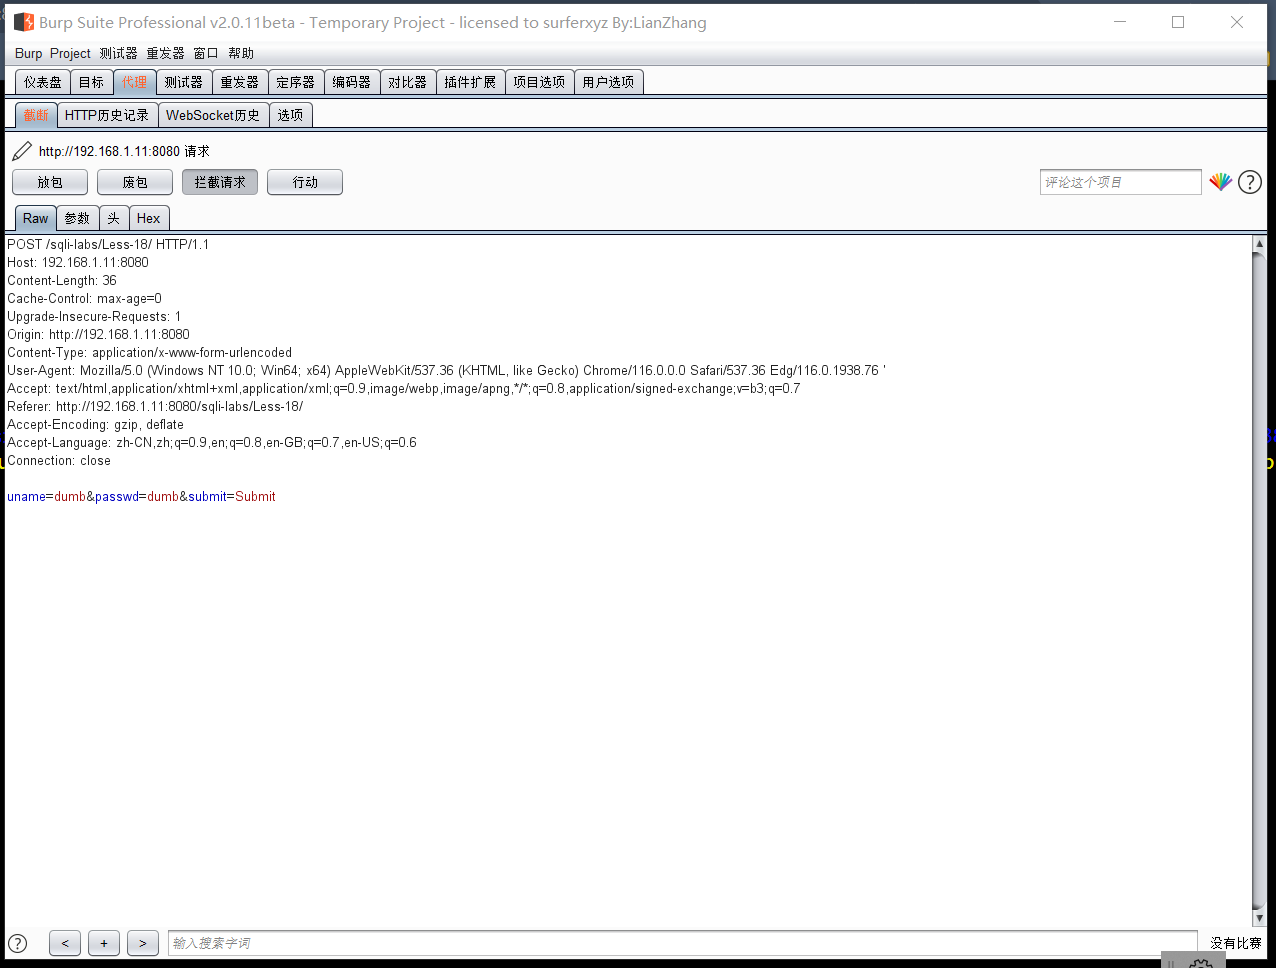 Burp Suite Professional v2.0.11beta - Temporary Project - licensed to surferxyz By:LianZhang
Burp Project 测试器 重发器 窗口 帮助
仪表盘 目标 代理 测试器 重发器 定序器 编码器 对比器 插件扩展 项目选项 用户选项
截断 HTTP历史记录 WebSocket历史 选项
http://192.168.1.11:8080 请求
放包 废包 拦截请求 行动 评论这个项目 ?
Raw 参数 头 Hex
POST /sqli-labs/Less-18/ HTTP/1.1
Host: 192.168.1.11:8080
Content-Length: 36
Cache-Control: max-age=0
Upgrade-Insecure-Requests: 1
Origin: http://192.168.1.11:8080
Content-Type: application/x-www-form-urlencoded
User-Agent: Mozilla/5.0 (Windows NT 10.0; Win64; x64) AppleWebKit/537.36 (KHTML, like Gecko) Chrome/116.0.0.0 Safari/537.36 Edg/116.0.1938.76 '
Accept: text/html,application/xhtml+xml,application/xml;q=0.9,image/webp,image/apng,*/*;q=0.8,application/signed-exchange;v=b3;q=0.7
Referer: http://192.168.1.11:8080/sqli-labs/Less-18/
Accept-Encoding: gzip, deflate
Accept-Language: zh-CN,zh;q=0.9,en;q=0.8,en-GB;q=0.7,en-US;q=0.6
Connection: close
uname=dumb&passwd=dumb&submit=Submit
? < + > 输入搜索字词 没有比赛